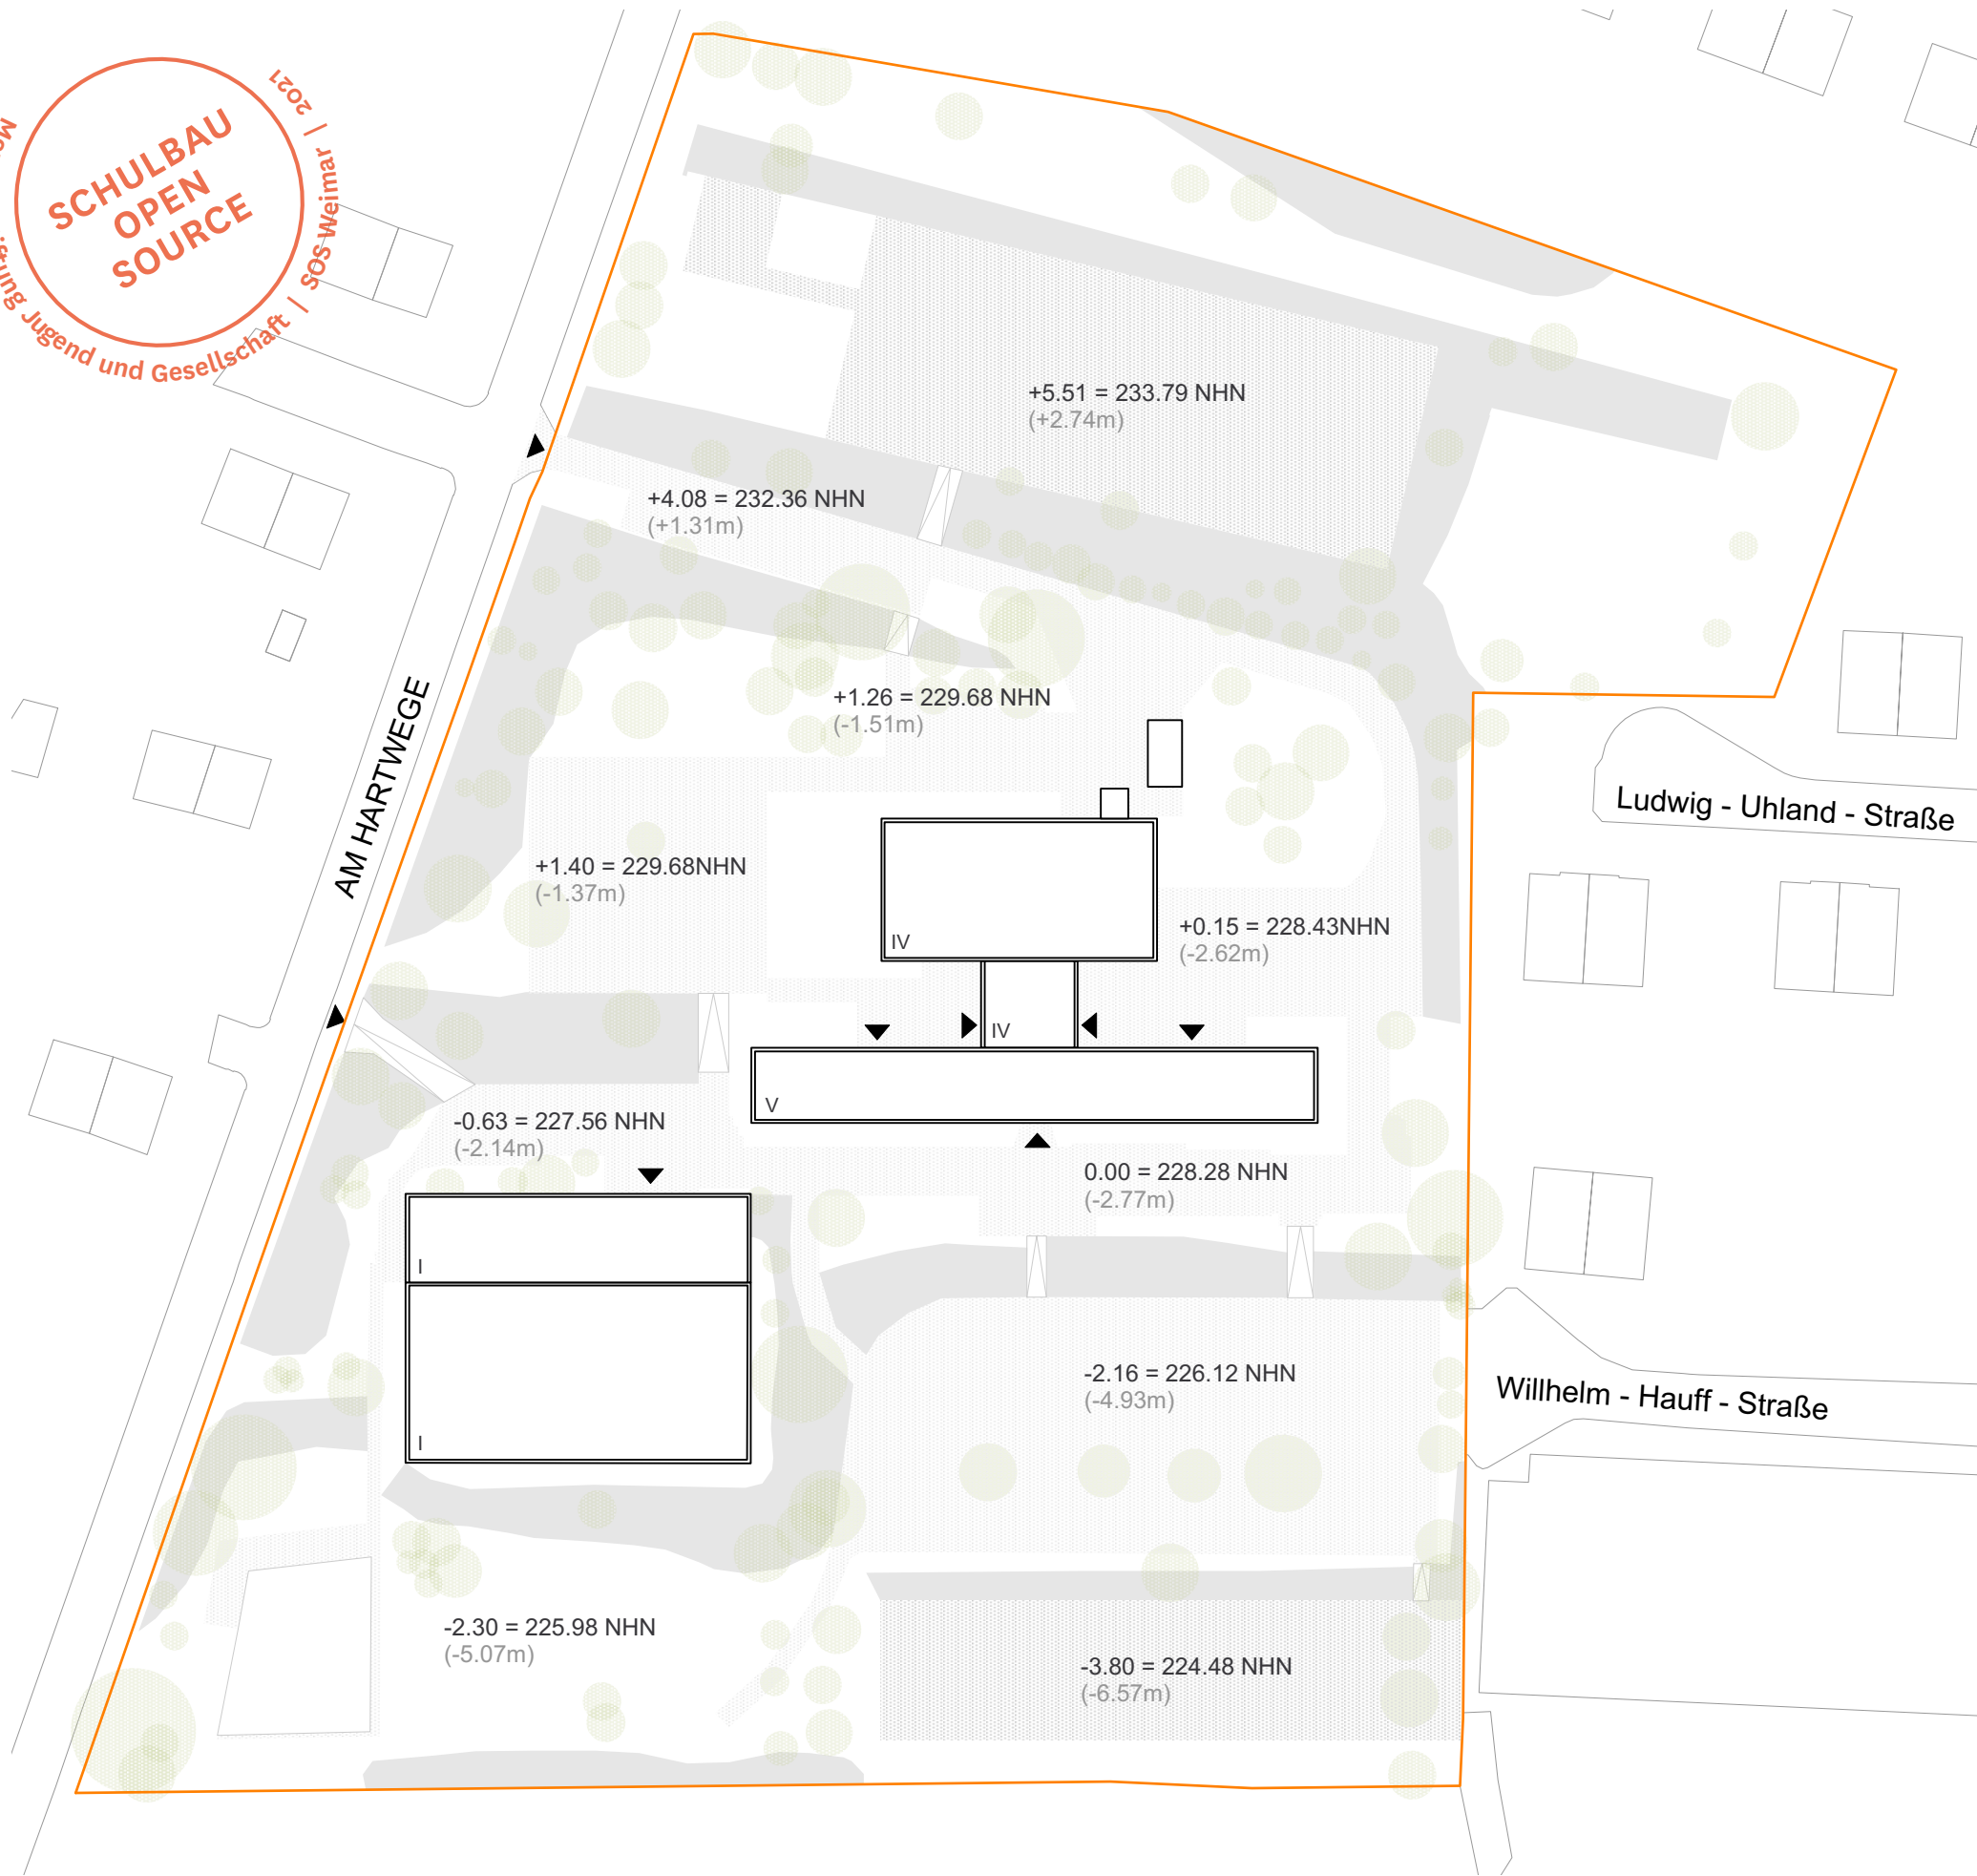 SCHULBAU
OPEN
SOURCE
Jugend und Gesellschaft | SOS Weimar | 2021
+5.51 = 233.79 NHN
(+2.74m)
+4.08 = 232.36 NHN
(+1.31m)
+1.26 = 229.68 NHN
(-1.51m)
AM HARTWEGE
Ludwig - Uhland - Straße
+1.40 = 229.68NHN
(-1.37m)
IV
+0.15 = 228.43NHN
(-2.62m)
IV
V
-0.63 = 227.56 NHN
(-2.14m)
0.00 = 228.28 NHN
(-2.77m)
I
-2.16 = 226.12 NHN
(-4.93m)
Willhelm - Hauff - Straße
I
-2.30 = 225.98 NHN
(-5.07m)
-3.80 = 224.48 NHN
(-6.57m)